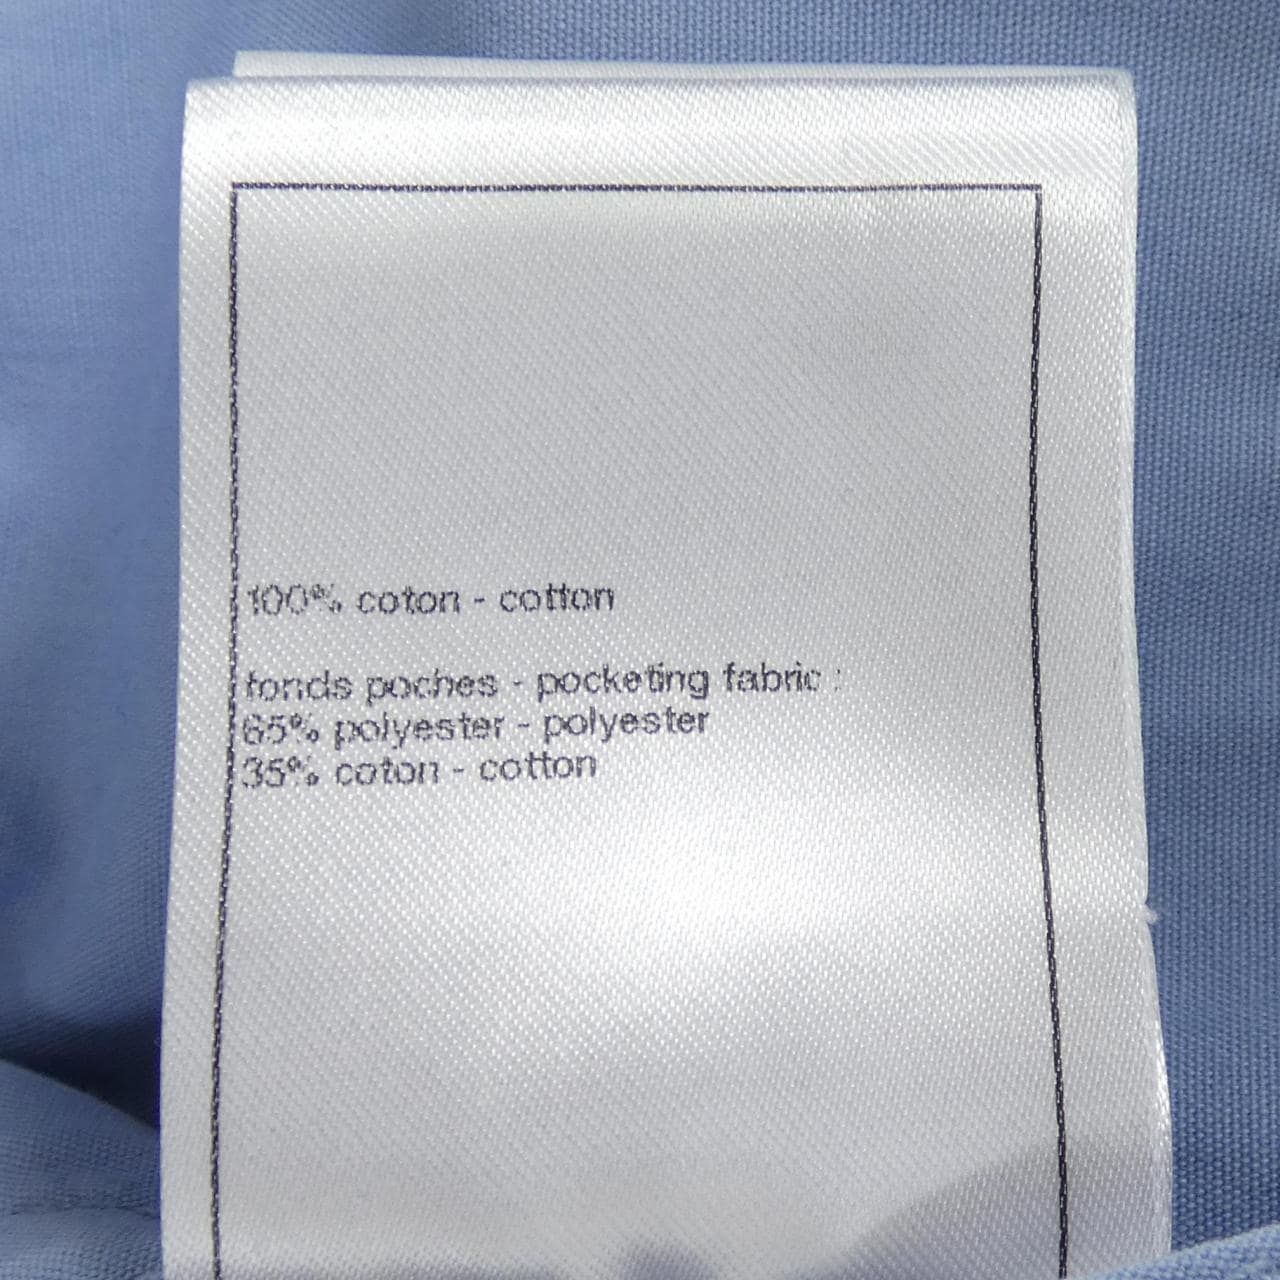 100% coton - cotton
fonds poches - pocketing fabric :
65% polyester - polyester
35% coton - cotton